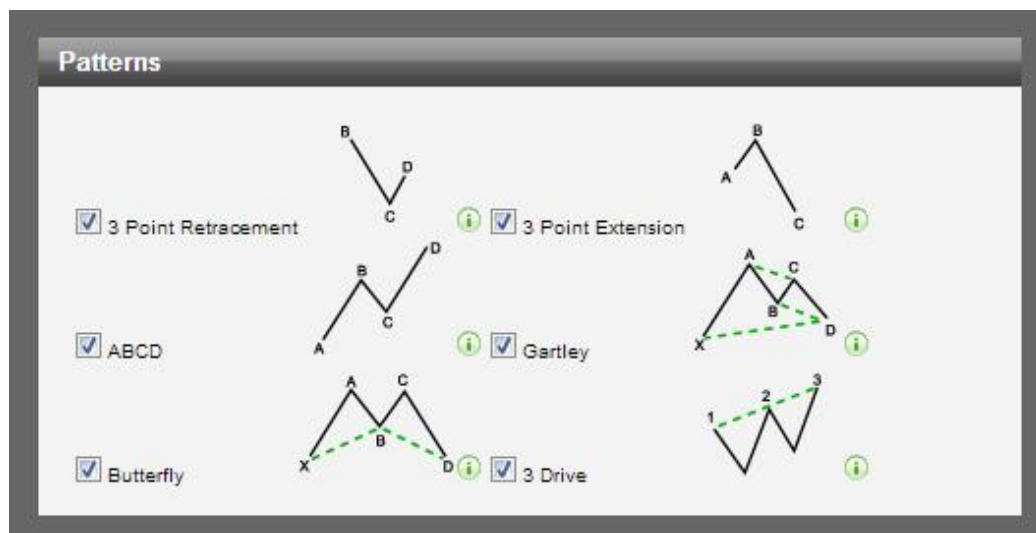 Patterns
B
D
C
3 Point Retracement
B
A
C
3 Point Extension
B
D
A
C
ABCD
A
C
B
X
D
Gartley
A
C
B
X
D
Butterfly
1
2
3
3 Drive